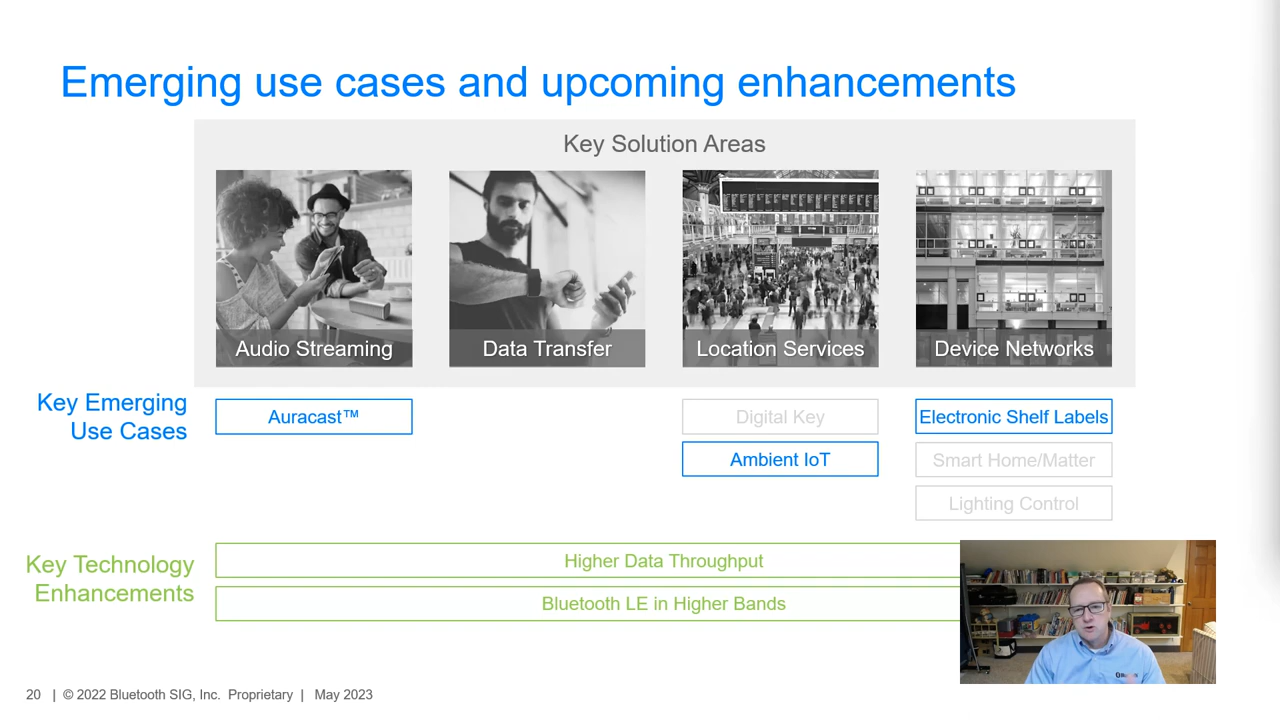 Emerging use cases and upcoming enhancements
Key Solution Areas
Audio Streaming
Data Transfer
Location Services
Device Networks
Key Emerging
Use Cases
Auracast™
Digital Key
Electronic Shelf Labels
Ambient IoT
Smart Home/Matter
Lighting Control
Key Technology
Enhancements
Higher Data Throughput
Bluetooth LE in Higher Bands
20 | © 2022 Bluetooth SIG, Inc. Proprietary | May 2023